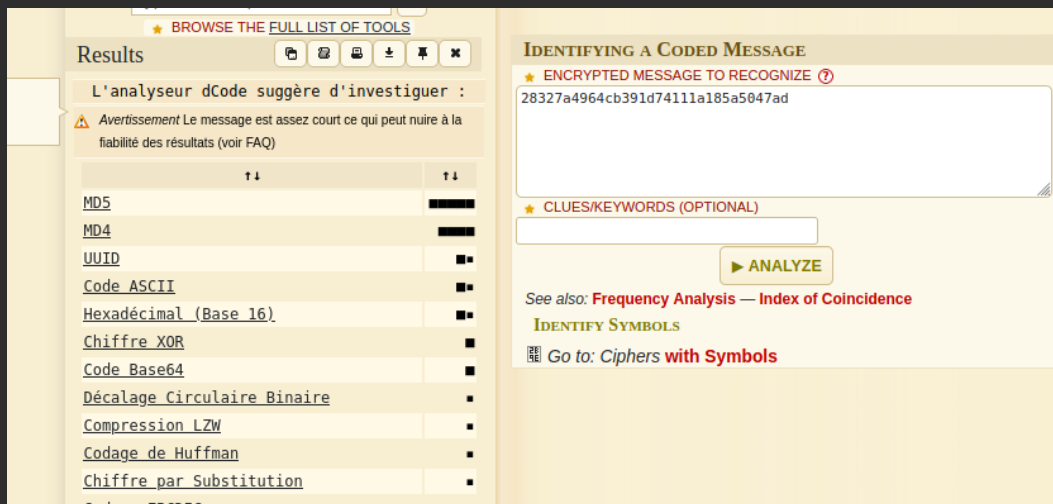 BROWSE THE FULL LIST OF TOOLS
Results
L'analyseur dCode suggère d'investiguer :
Avertissement Le message est assez court ce qui peut nuire à la
fiabilité des résultats (voir FAQ)
↑↓ ↑↓
MD5
MD4
UUID
Code ASCII
Hexadécimal (Base 16)
Chiffre XOR
Code Base64
Décalage Circulaire Binaire
Compression LZW
Codage de Huffman
Chiffre par Substitution
IDENTIFYING A CODED MESSAGE
ENCRYPTED MESSAGE TO RECOGNIZE ?
28327a4964cb391d74111a185a5047ad
CLUES/KEYWORDS (OPTIONAL)
▶ ANALYZE
See also: Frequency Analysis — Index of Coincidence
IDENTIFY SYMBOLS
Go to: Ciphers with Symbols